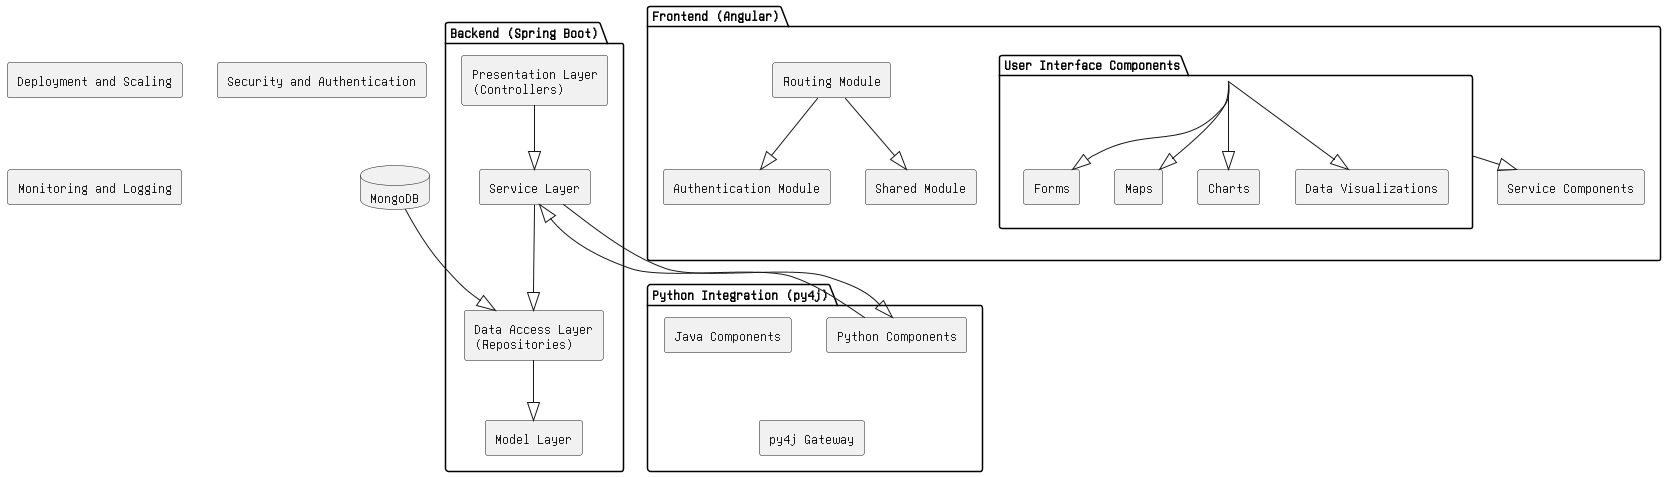 Deployment and Scaling
Security and Authentication
Monitoring and Logging
MongoDB
Backend (Spring Boot)
Presentation Layer
(Controllers)
Service Layer
Data Access Layer
(Repositories)
Model Layer
Frontend (Angular)
Routing Module
Authentication Module
Shared Module
User Interface Components
Forms
Maps
Charts
Data Visualizations
Service Components
Python Integration (py4j)
Java Components
Python Components
py4j Gateway